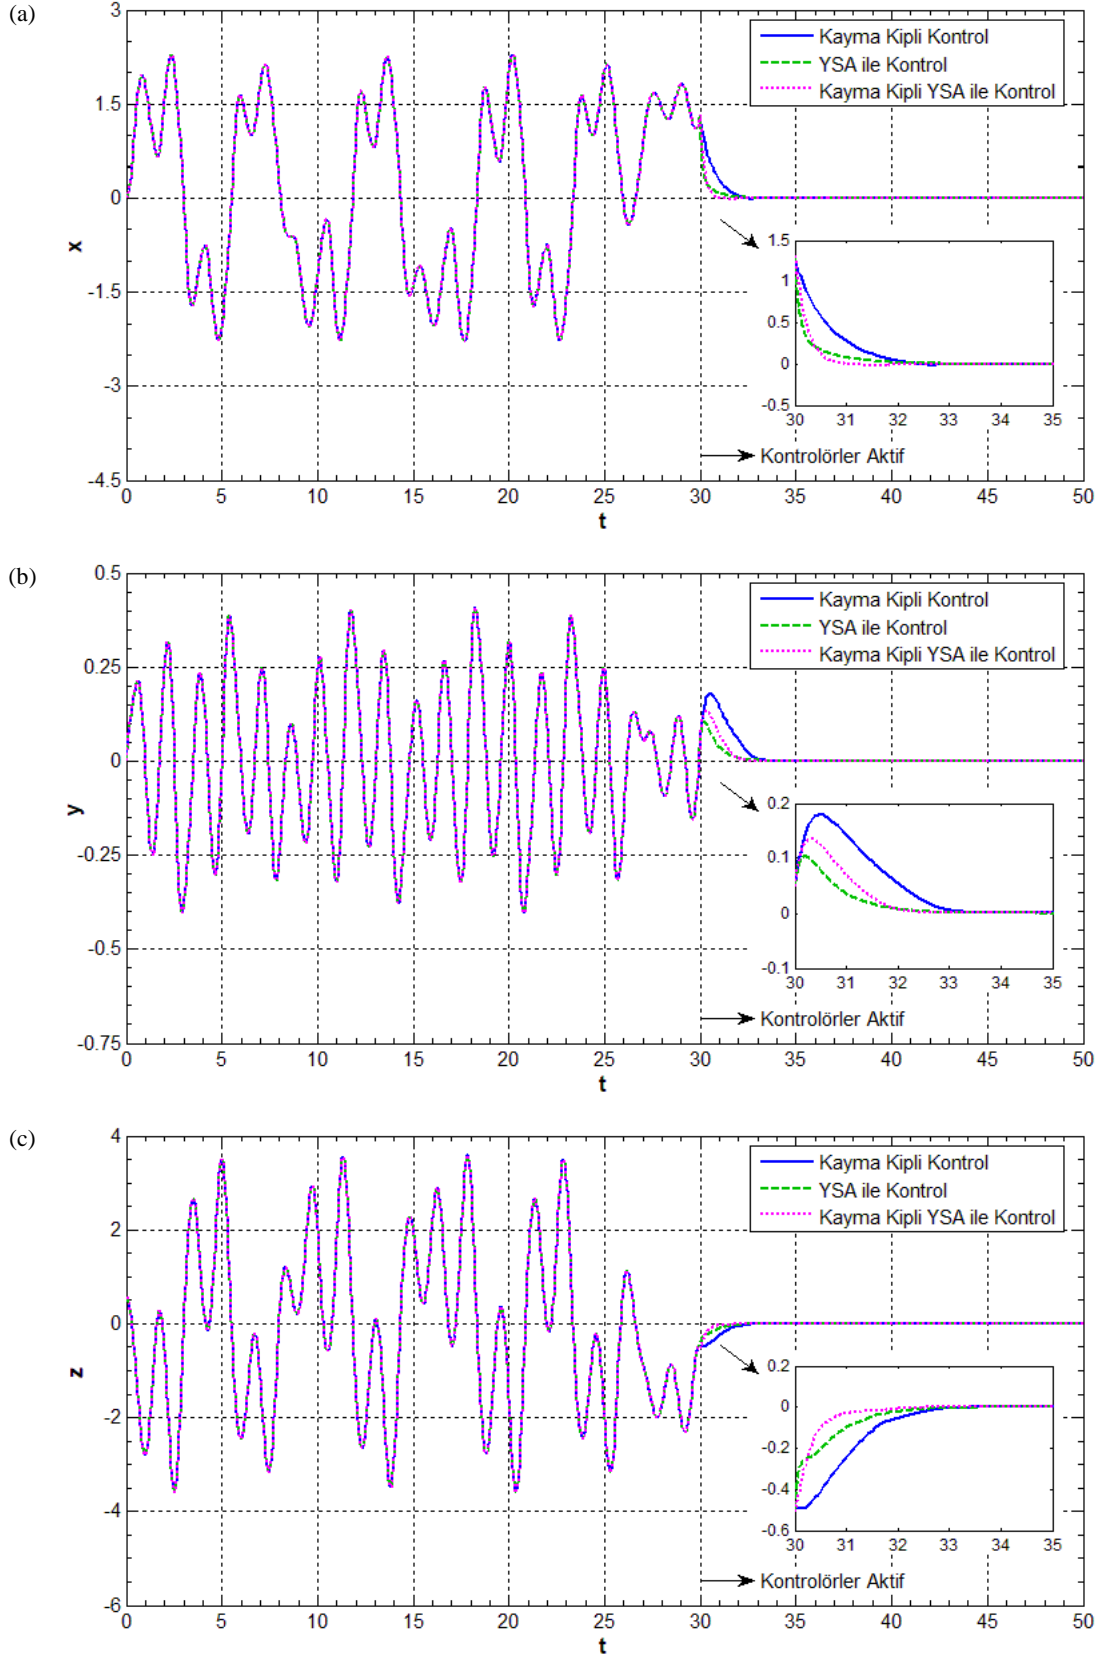 (a)
3
1.5
0
-1.5
-3
-4.5
x
Kayma Kipli Kontrol
YSA ile Kontrol
Kayma Kipli YSA ile Kontrol
1.5
1
0.5
0
-0.5
30 31 32 33 34 35
Kontrolörler Aktif
0 5 10 15 20 25 30 35 40 45 50
t
(b)
0.5
0.25
0
-0.25
-0.5
-0.75
y
Kayma Kipli Kontrol
YSA ile Kontrol
Kayma Kipli YSA ile Kontrol
0.2
0.1
0
-0.1
30 31 32 33 34 35
Kontrolörler Aktif
0 5 10 15 20 25 30 35 40 45 50
t
(c)
4
2
0
-2
-4
-6
z
Kayma Kipli Kontrol
YSA ile Kontrol
Kayma Kipli YSA ile Kontrol
0.2
0
-0.2
-0.4
-0.6
30 31 32 33 34 35
Kontrolörler Aktif
0 5 10 15 20 25 30 35 40 45 50
t